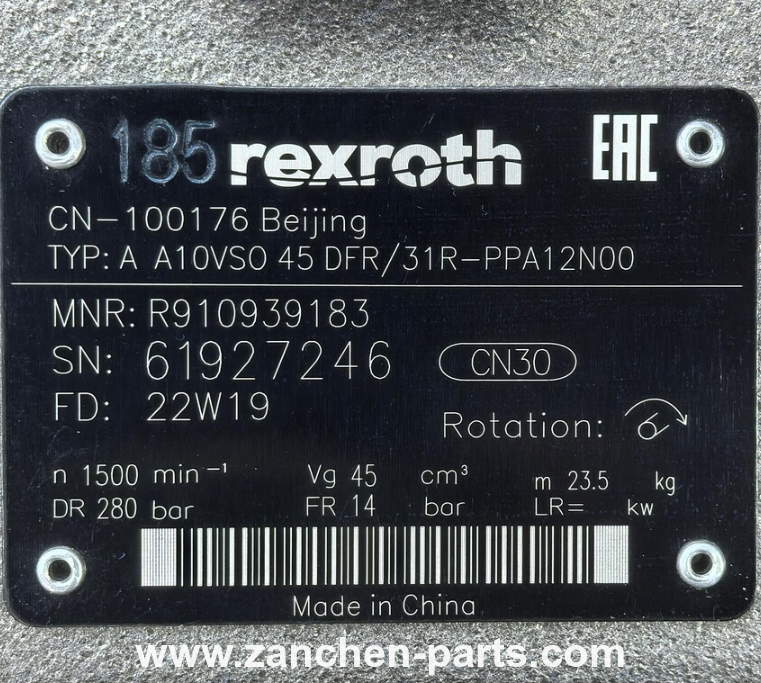 185 rexroth EAC
CN-100176 Beijing
TYP: A A10VSO 45 DFR/31R-PPA12N00
MNR: R910939183
SN: 61927246 CN30
FD: 22W19
Rotation:
n 1500 min⁻¹ Vg 45 cm³ m 23.5 kg
DR 280 bar FR 14 bar LR= kw
Made in China
www.zanchen-parts.com